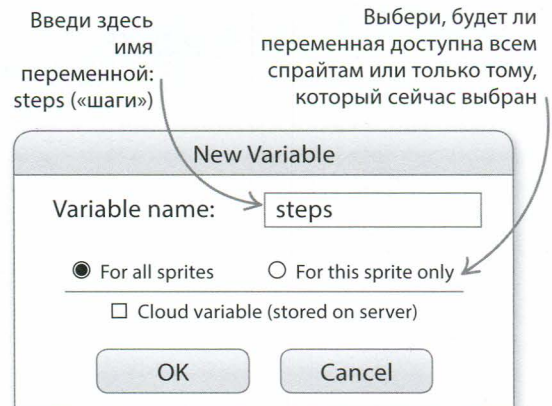 Введи здесь
имя
переменной:
steps («шаги»)
Выбери, будет ли
переменная доступна всем
спрайтам или только тому,
который сейчас выбран
New Variable
Variable name:
steps
For all sprites
For this sprite only
Cloud variable (stored on server)
OK
Cancel